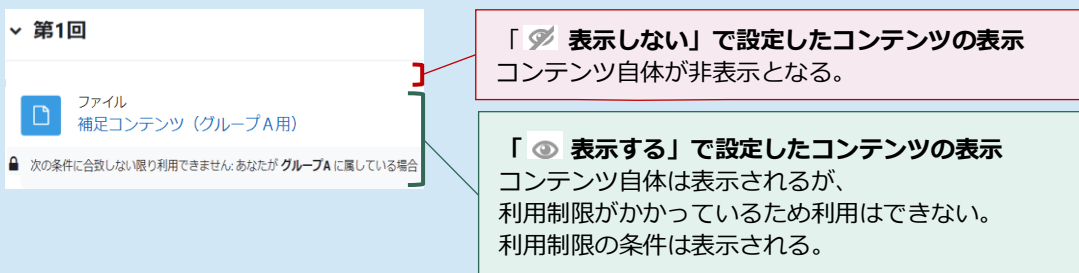 第1回
ファイル
補足コンテンツ（グループA用）
次の条件に合致しない限り利用できません: あなたが グループA に属している場合
「 表示しない」で設定したコンテンツの表示
コンテンツ自体が非表示となる。
「 表示する」で設定したコンテンツの表示
コンテンツ自体は表示されるが、
利用制限がかかっているため利用はできない。
利用制限の条件は表示される。